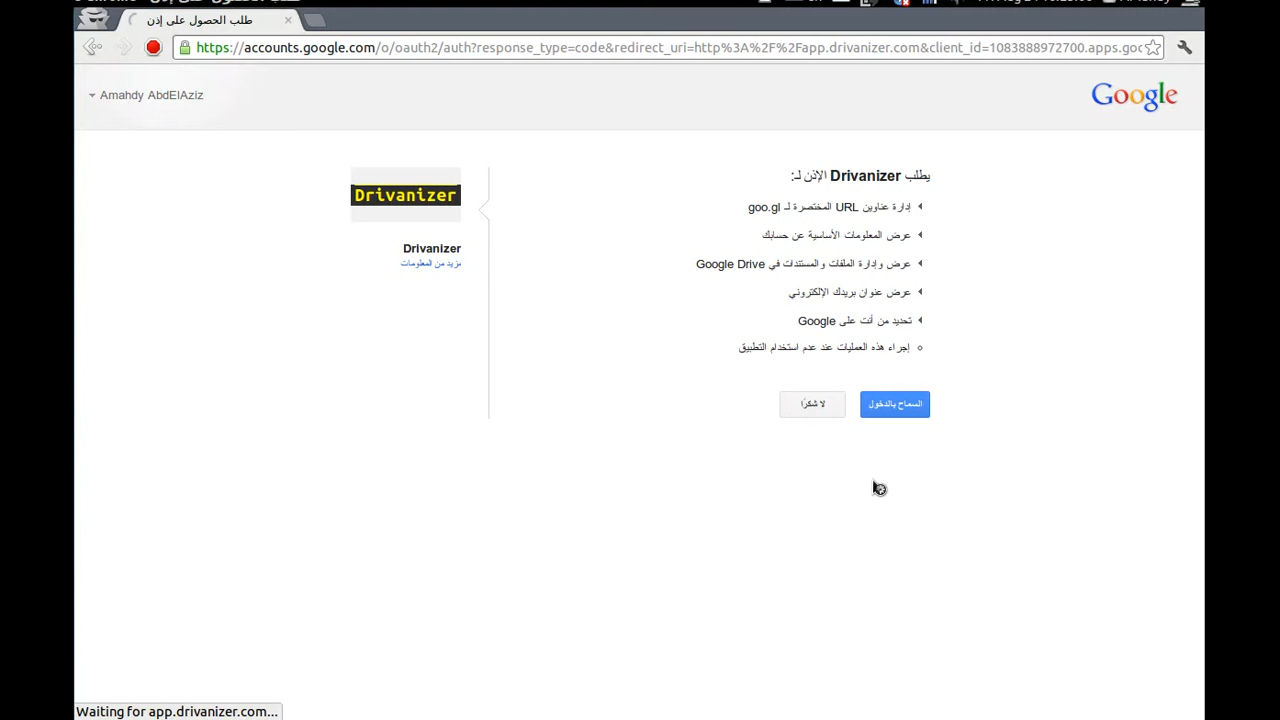 طلب الحصول على إذن
https://accounts.google.com/o/oauth2/auth?response_type=code&redirect_uri=http%3A%2F%2Fapp.drivanizer.com&client_id=1083888972700.apps.goo
Amahdy AbdElAziz
Google
Drivanizer
Drivanizer
مزيد من المعلومات
يطلب Drivanizer الإذن لـ:
إدارة عناوين URL المختصرة لـ goo.gl
عرض المعلومات الأساسية عن حسابك
عرض وإدارة الملفات والمستندات في Google Drive
عرض عنوان بريدك الإلكتروني
تحديد من أنت على Google
إجراء هذه العمليات عند عدم استخدام التطبيق
السماح بالدخول
لا شكرًا
Waiting for app.drivanizer.com...